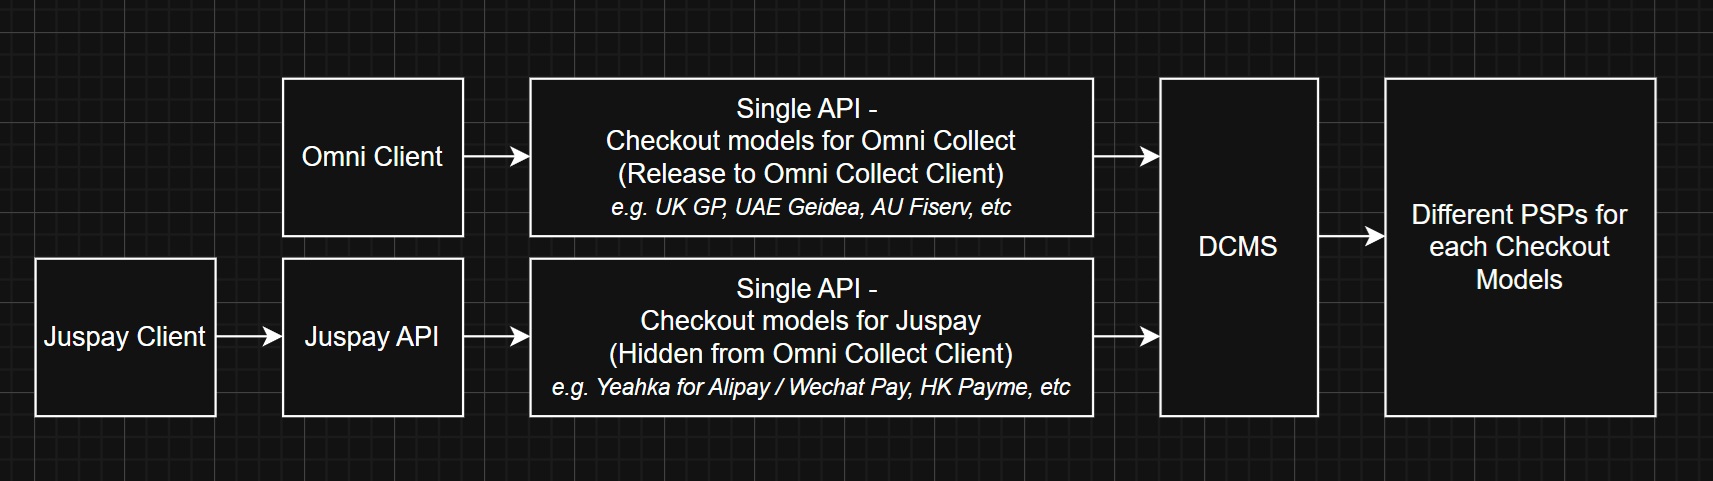 Omni Client
Single API -
Checkout models for Omni Collect
(Release to Omni Collect Client)
e.g. UK GP, UAE Geidea, AU Fiserv, etc
Juspay Client
Juspay API
Single API -
Checkout models for Juspay
(Hidden from Omni Collect Client)
e.g. Yeahka for Alipay / Wechat Pay, HK Payme, etc
DCMS
Different PSPs for
each Checkout
Models